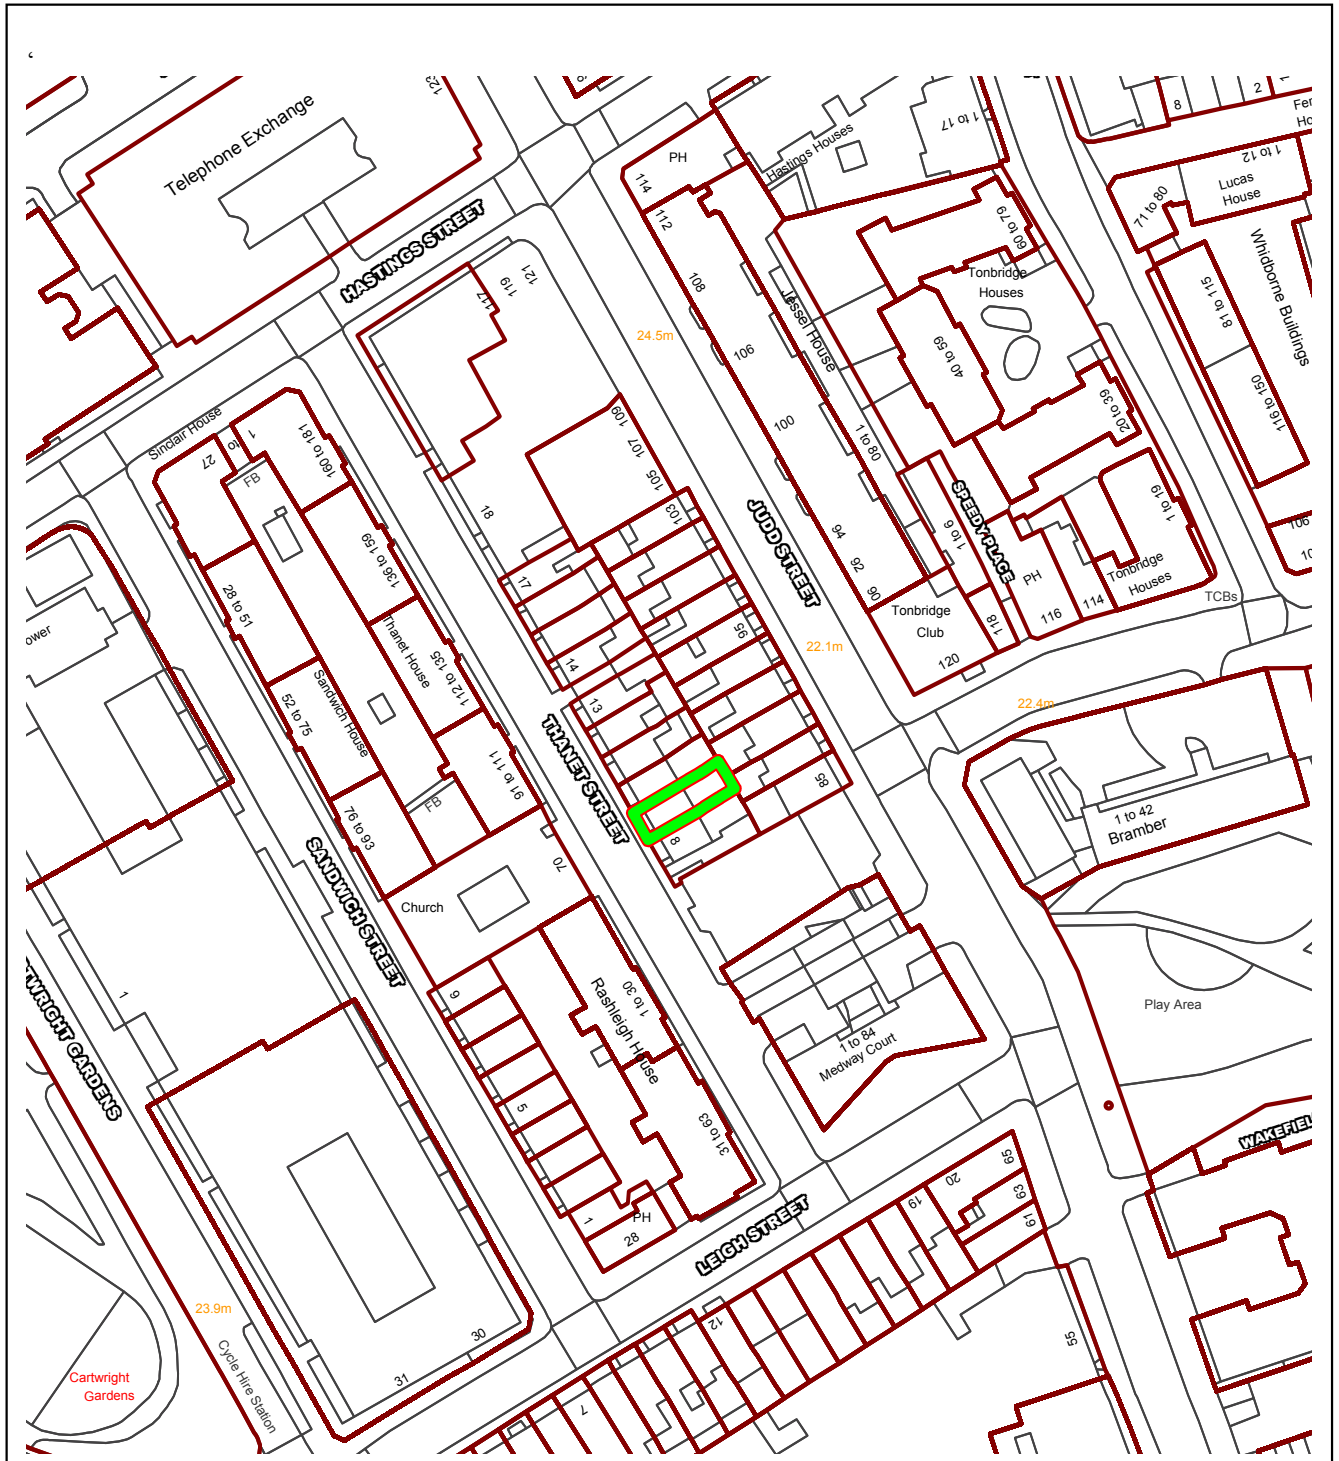 Telephone Exchange
123
HASTINGS STREET
PH
114
112
108
106
100
94
92
90
Hastings Houses
1 to 17
8
2
1 to 12
Lucas
House
71 to 80
60 to 79
Tonbridge
Houses
Whidborne Buildings
81 to 115
116 to 150
40 to 59
20 to 39
Jessel House
1 to 80
117
119
121
24.5m
109
107
105
103
Sinclair House
1
to
27
160 to 181
FB
18
136 to 159
28 to 51
Thanet House
112 to 135
Sandwich House
52 to 75
91 to 111
FB
76 to 93
17
14
13
8
95
85
JUDD STREET
22.1m
SPEEDY PLACE
1 to 6
1 to 19
Tonbridge
Houses
PH
116
114
118
Tonbridge
Club
120
TCBs
106
22.4m
THANET STREET
SANDWICH STREET
70
Church
1 to 42
Bramber
Play Area
9
5
1
Rashleigh House
1 to 30
31 to 63
PH
28
1 to 84
Medway Court
1
LEIGH STREET
65
63
61
20
19
12
7
55
23.9m
30
31
Cycle Hire Station
Cartwright
Gardens